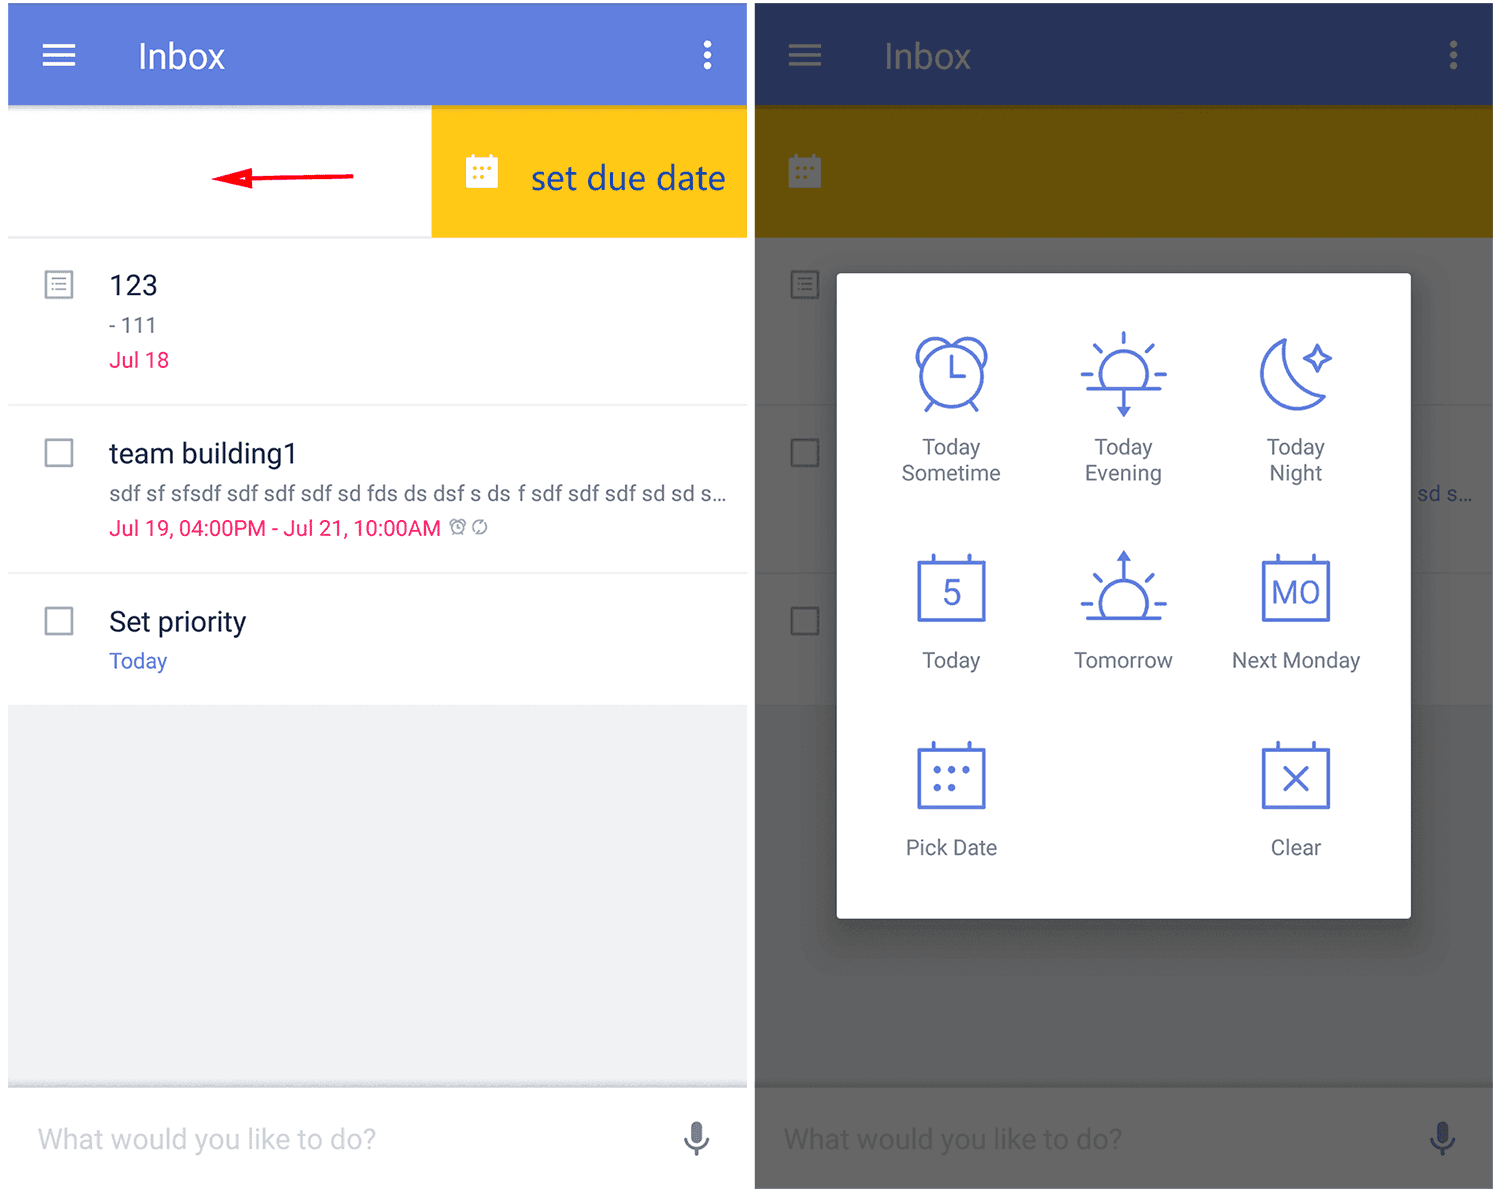 Inbox
set due date
123
- 111
Jul 18
team building1
sdf sf sfsdf sdf sdf sdf sd fds ds dsf s ds f sdf sdf sdf sd sd s...
Jul 19, 04:00PM - Jul 21, 10:00AM
Set priority
Today
What would you like to do?
Inbox
sd s...
Today
Sometime
Today
Evening
Today
Night
5
MO
Today
Tomorrow
Next Monday
Pick Date
Clear
What would you like to do?